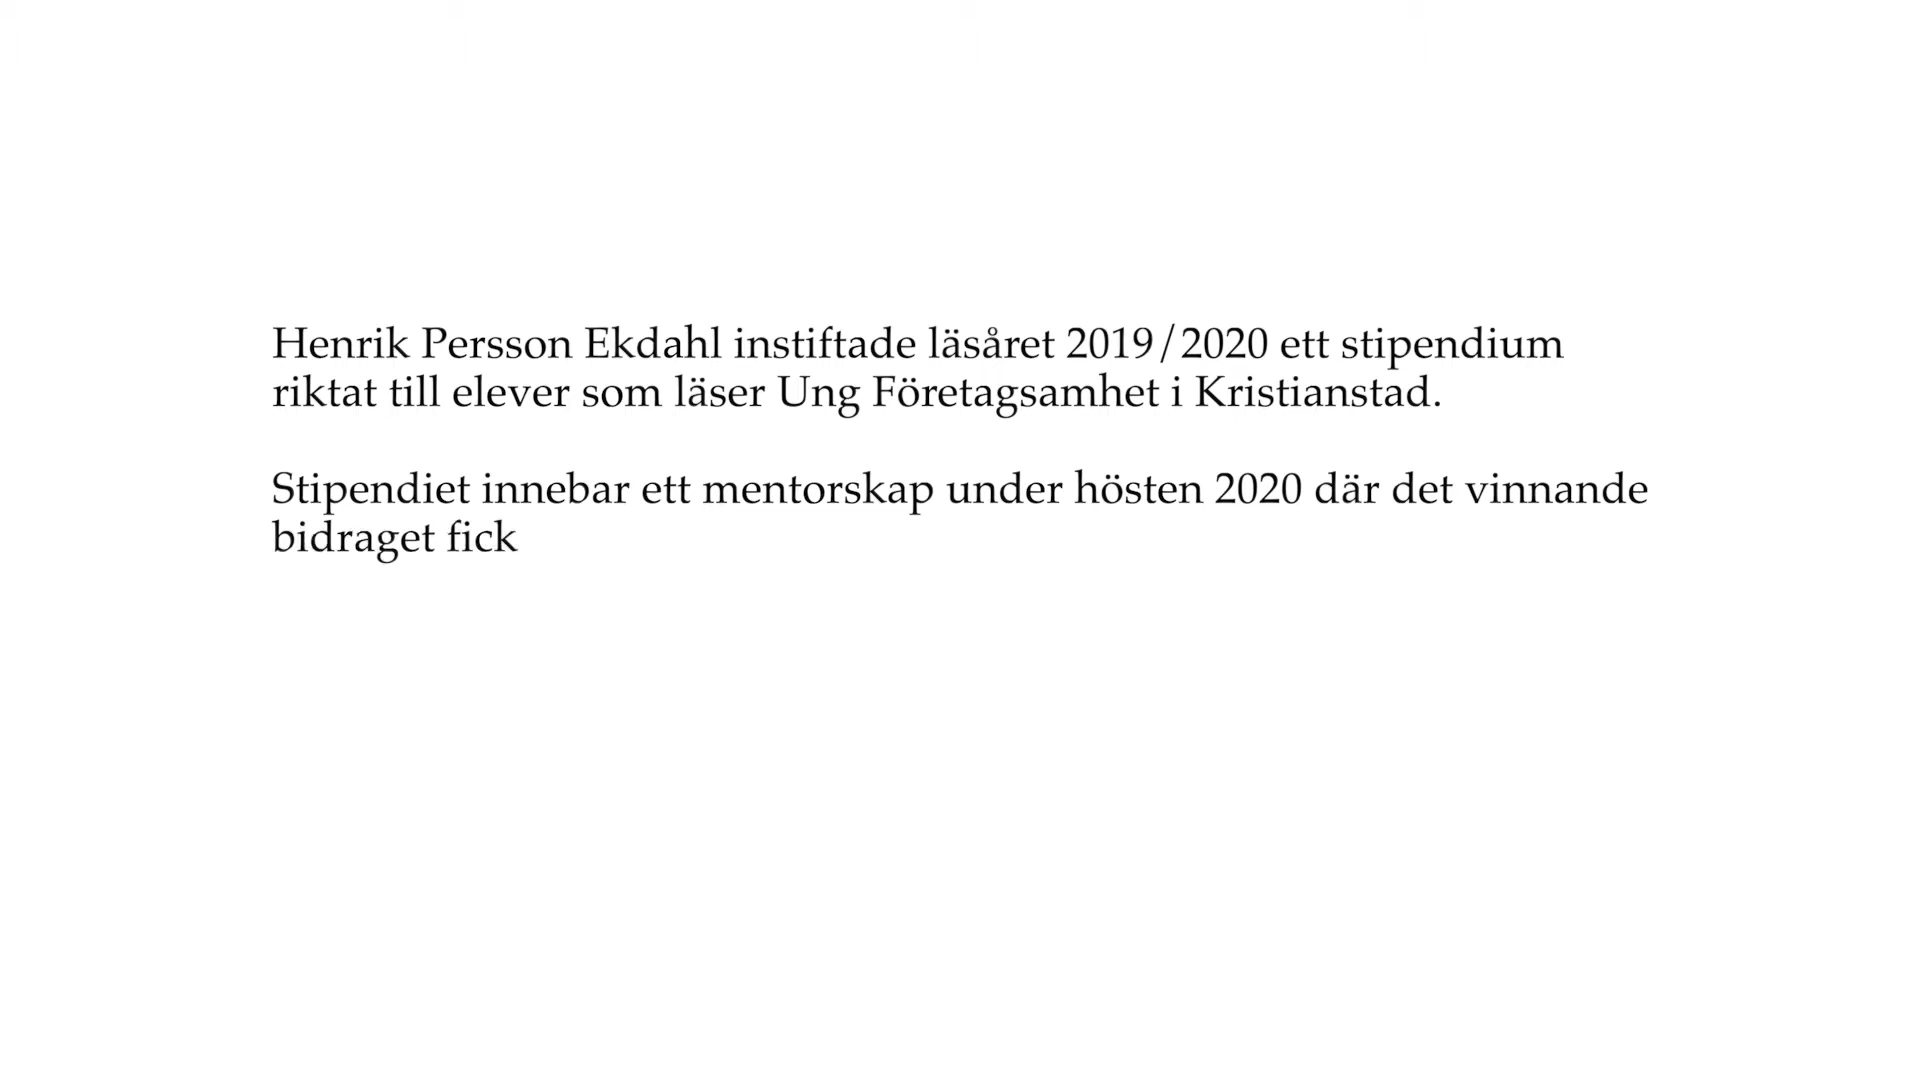 Henrik Persson Ekdahl instiftade läsåret 2019/2020 ett stipendium
riktat till elever som läser Ung Företagsamhet i Kristianstad.
Stipendiet innebar ett mentorskap under hösten 2020 där det vinnande
bidraget fick